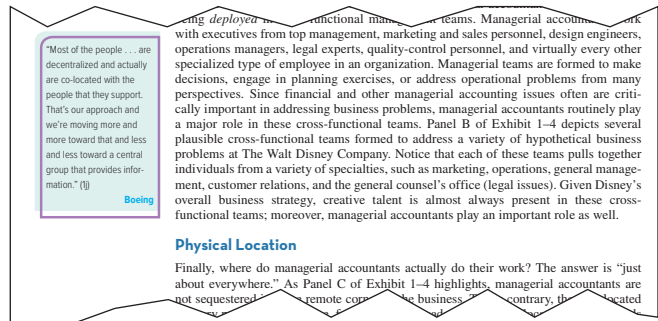 "Most of the people . . . are
decentralized and actually
are co-located with the
people that they support.
That's our approach and
we're moving more and
more toward that and less
and less toward a central
group that provides infor-
mation." (1j)
Boeing
being deployed functional teams. Managerial
with executives from top management, marketing and sales personnel, design engineers,
operations managers, legal experts, quality-control personnel, and virtually every other
specialized type of employee in an organization. Managerial teams are formed to make
decisions, engage in planning exercises, or address operational problems from many
perspectives. Since financial and other managerial accounting issues often are criti-
cally important in addressing business problems, managerial accountants routinely play
a major role in these cross-functional teams. Panel B of Exhibit 1–4 depicts several
plausible cross-functional teams formed to address a variety of hypothetical business
problems at The Walt Disney Company. Notice that each of these teams pulls together
individuals from a variety of specialties, such as marketing, operations, general manage-
ment, customer relations, and the general counsel's office (legal issues). Given Disney's
overall business strategy, creative talent is almost always present in these cross-
functional teams; moreover, managerial accountants play an important role as well.
Physical Location
Finally, where do managerial accountants actually do their work? The answer is "just
about everywhere." As Panel C of Exhibit 1–4 highlights, managerial accountants are
not sequestered remote business. contrary,